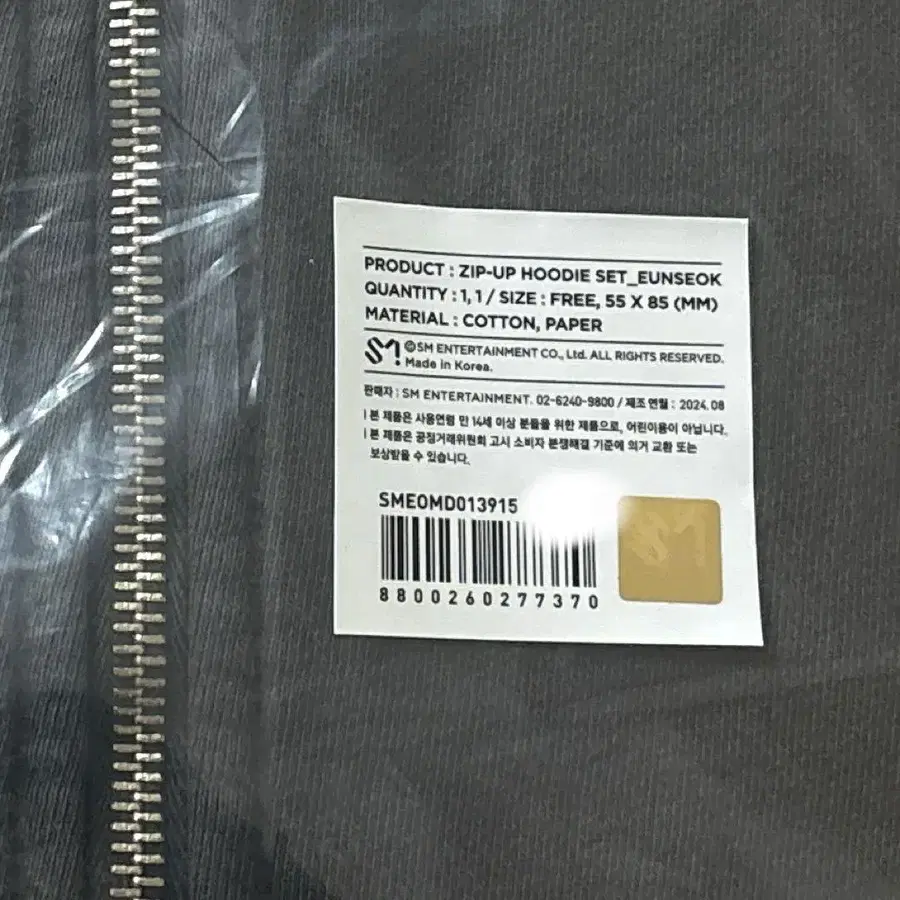 PRODUCT : ZIP-UP HOODIE SET_EUNSEOK
QUANTITY : 1, 1 / SIZE : FREE, 55 X 85 (MM)
MATERIAL : COTTON, PAPER
SM ©SM ENTERTAINMENT CO., Ltd. ALL RIGHTS RESERVED.
Made in Korea.
판매자 : SM ENTERTAINMENT. 02-6240-9800 / 제조 연월 : 2024.08
| 본 제품은 사용연령 만 14세 이상 분들을 위한 제품으로, 어린이용이 아닙니다.
| 본 제품은 공정거래위원회 고시 소비자 분쟁해결 기준에 의거 교환 또는
보상받을 수 있습니다.
SME0MD013915
SM
8800260277370